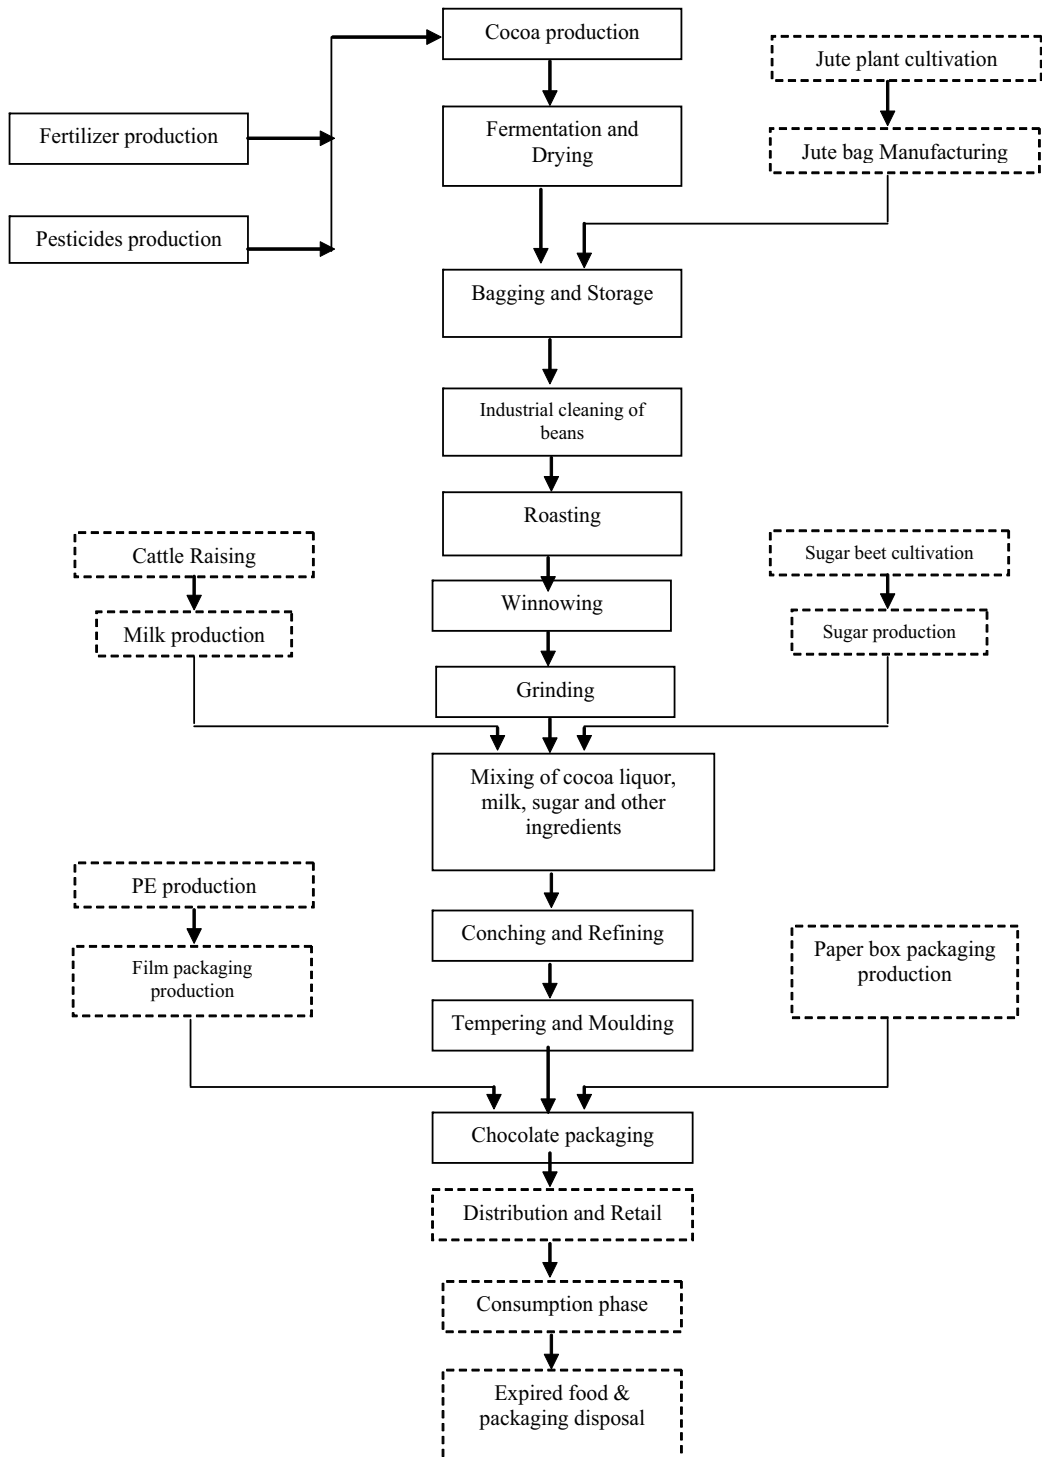 Cocoa production
Jute plant cultivation
Fertilizer production
Fermentation and
Drying
Jute bag Manufacturing
Pesticides production
Bagging and Storage
Industrial cleaning of
beans
Roasting
Cattle Raising
Sugar beet cultivation
Winnowing
Milk production
Sugar production
Grinding
Mixing of cocoa liquor,
milk, sugar and other
ingredients
PE production
Conching and Refining
Paper box packaging
production
Film packaging
production
Tempering and Moulding
Chocolate packaging
Distribution and Retail
Consumption phase
Expired food &
packaging disposal